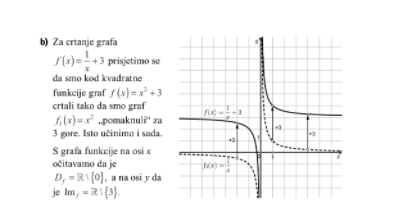 b) Za crtanje grafa
f(x)=1/x+3 prisjetimo se
da smo kod kvadratne
funkcije graf f(x)=x²+3
crtali tako da smo graf
f₁(x)=x² „pomaknuli“ za
3 gore. Isto učinimo i sada.
S grafa funkcije na osi x
očitavamo da je
D_f = ℝ\{0}, a na osi y da
je Im_f = ℝ\{3}.
f(x)=1/x+3
+3
+3
+3
f₁(x)=1/x